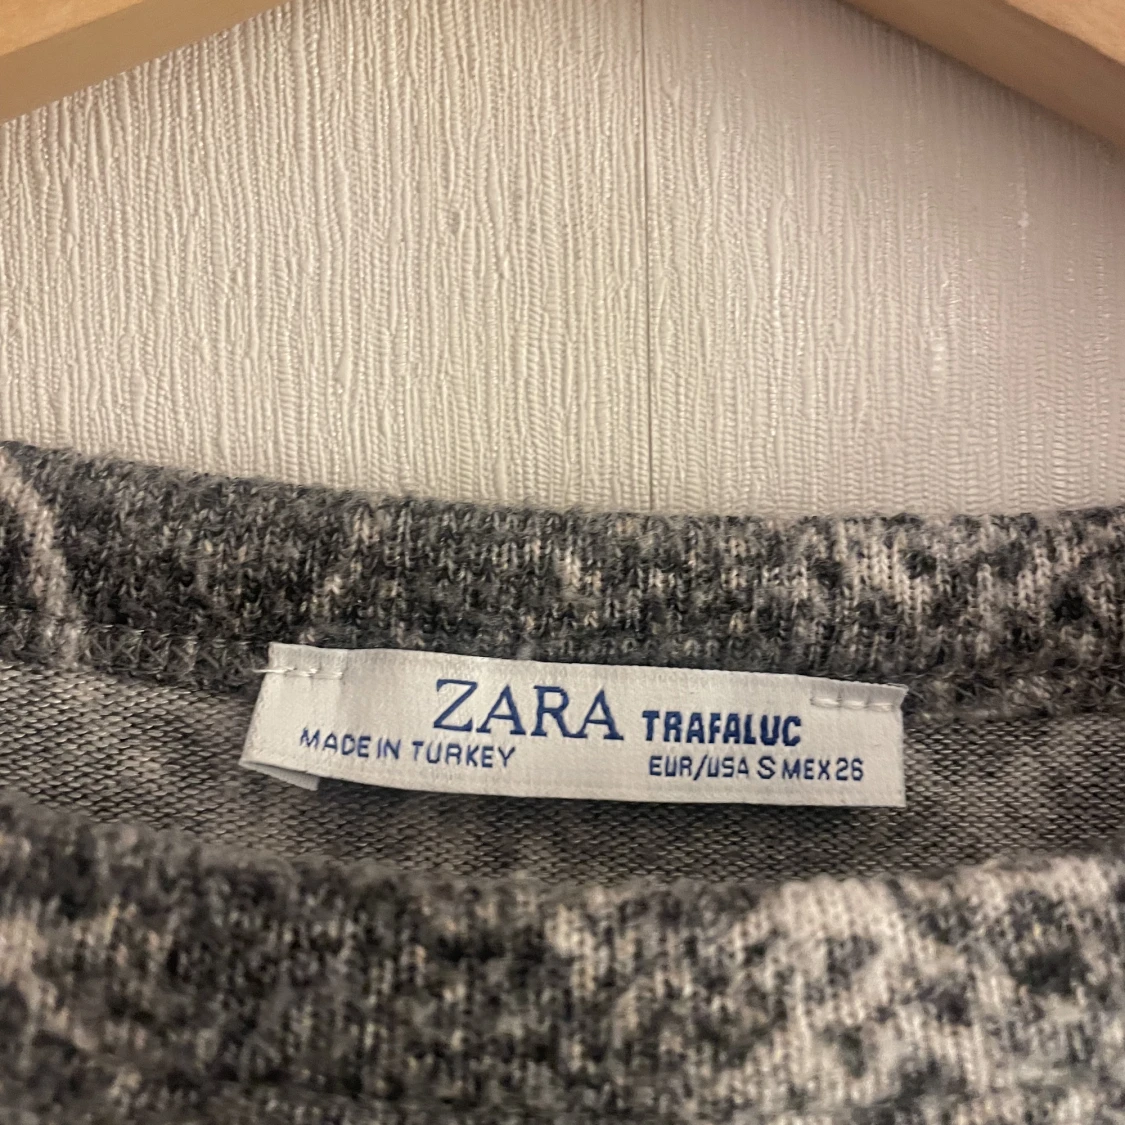 ZARA TRAFALUC
MADE IN TURKEY EUR/USA S MEX 26